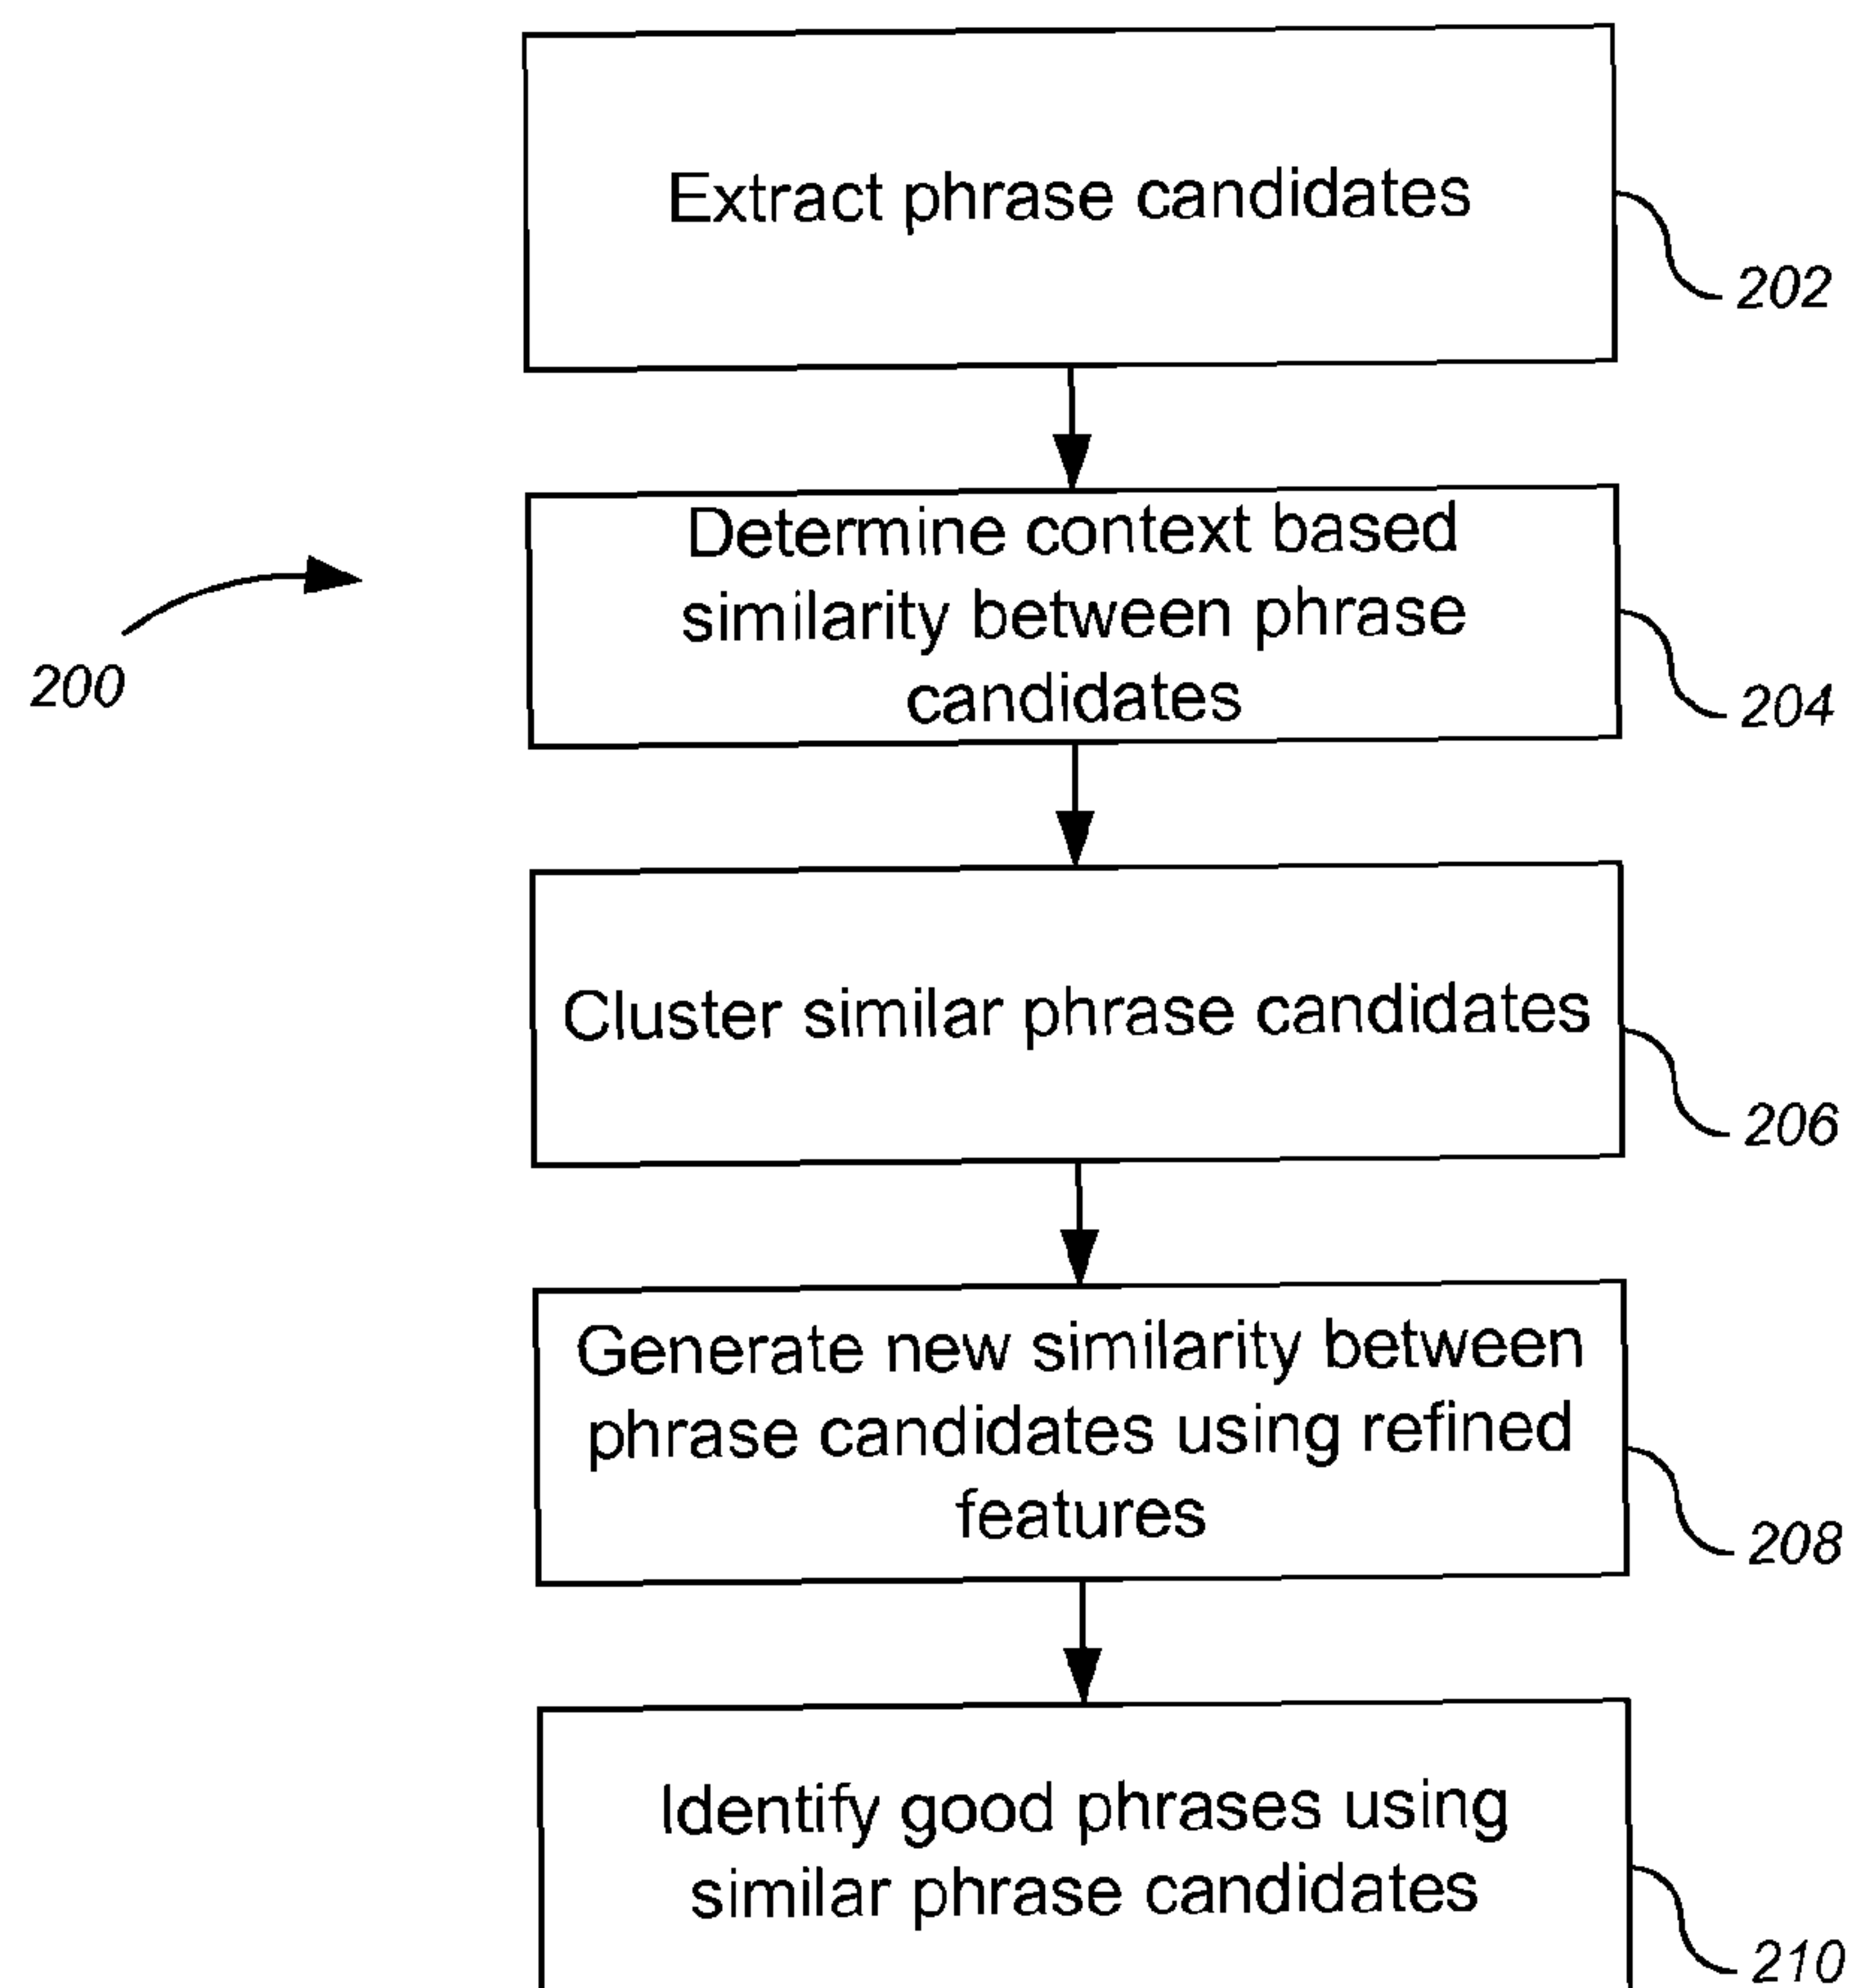 Extract phrase candidates
202
Determine context based
similarity between phrase
candidates
200
204
Cluster similar phrase candidates
206
Generate new similarity between
phrase candidates using refined
features
208
Identify good phrases using
similar phrase candidates
210